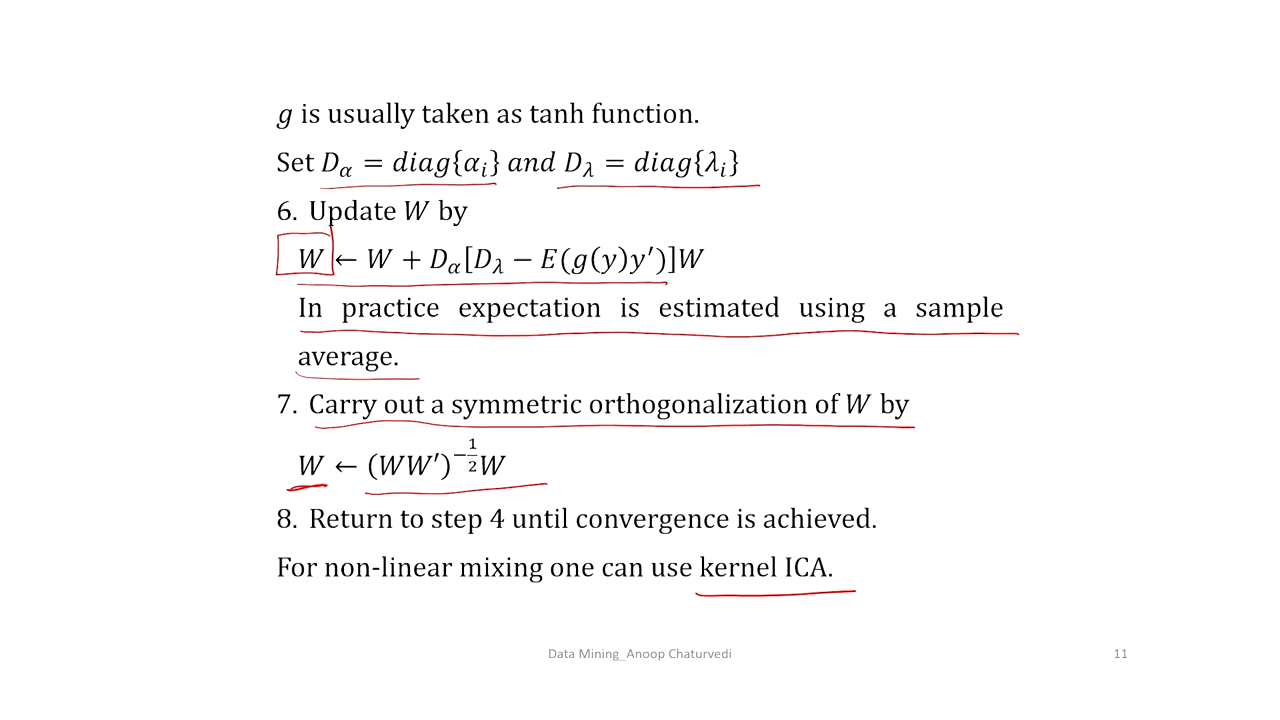 g is usually taken as tanh function.
Set D_α = diag{α_i} and D_λ = diag{λ_i}
6. Update W by
W ← W + D_α[D_λ − E(g(y)y′)]W
In practice expectation is estimated using a sample
average.
7. Carry out a symmetric orthogonalization of W by
W ← (WW′)^{−1/2}W
8. Return to step 4 until convergence is achieved.
For non-linear mixing one can use kernel ICA.
Data Mining_Anoop Chaturvedi 11